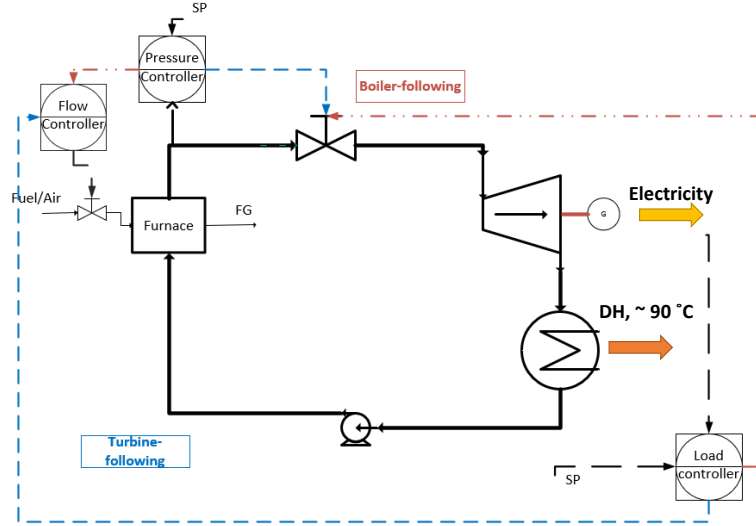 SP
Pressure
Controller
Boiler-following
Flow
Controller
Fuel/Air
Furnace
FG
G
Electricity
DH, ~ 90 ˚C
Turbine-
following
SP
Load
controller